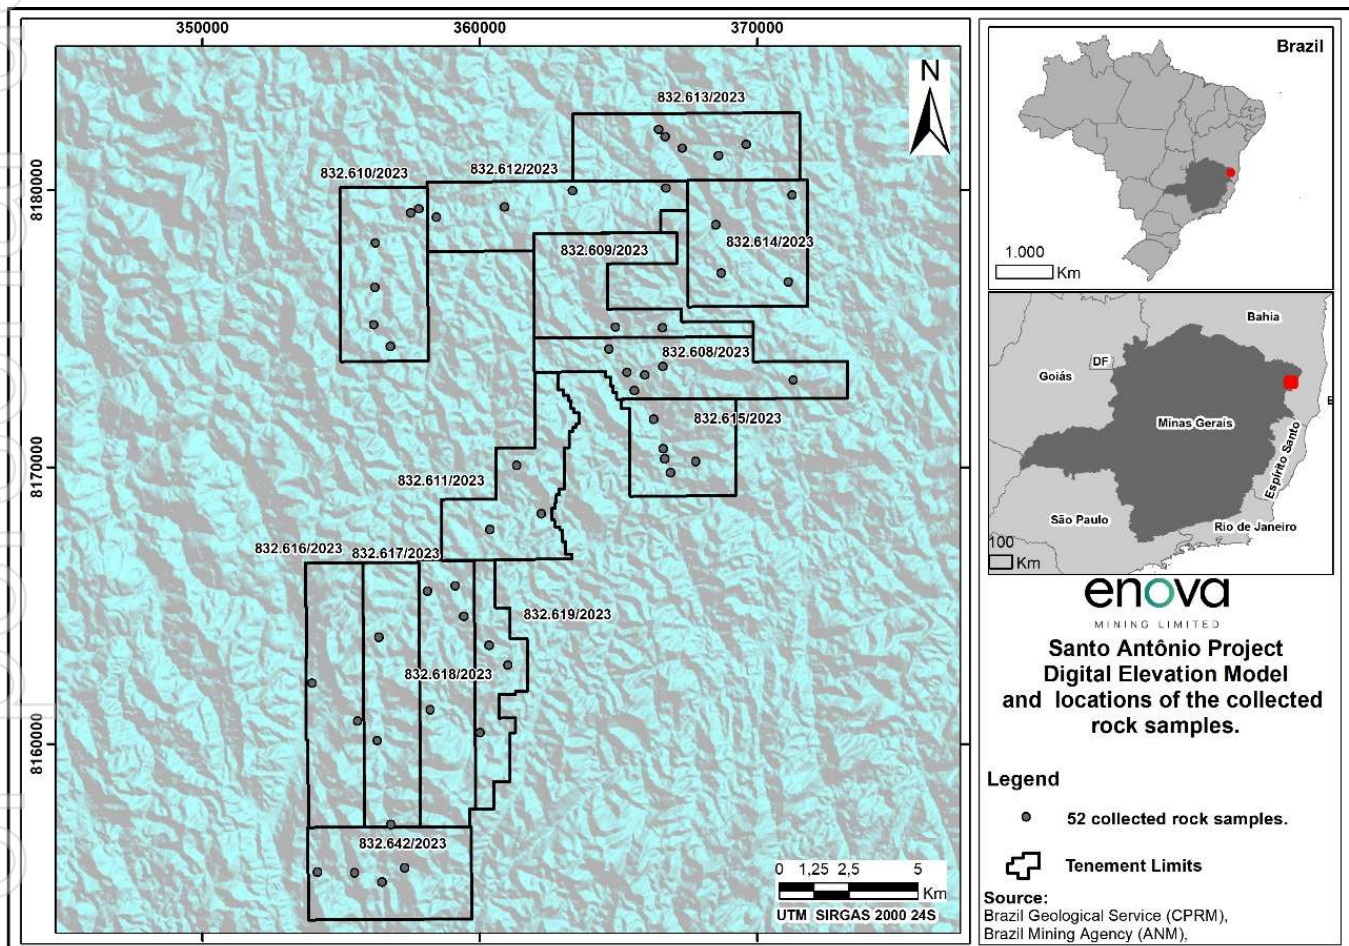 350000
360000
370000
8180000
8170000
8160000
N
832.613/2023
832.610/2023
832.612/2023
832.609/2023
832.614/2023
832.608/2023
832.615/2023
832.611/2023
832.616/2023
832.617/2023
832.619/2023
832.618/2023
832.642/2023
0 1,25 2,5 5
Km
UTM SIRGAS 2000 24S
Brazil
1.000
Km
Bahia
DF
Goiás
Minas Gerais
Espírito Santo
São Paulo
Rio de Janeiro
100
Km
enova
MINING LIMITED
Santo Antônio Project
Digital Elevation Model
and locations of the collected
rock samples.
Legend
52 collected rock samples.
Tenement Limits
Source:
Brazil Geological Service (CPRM),
Brazil Mining Agency (ANM),